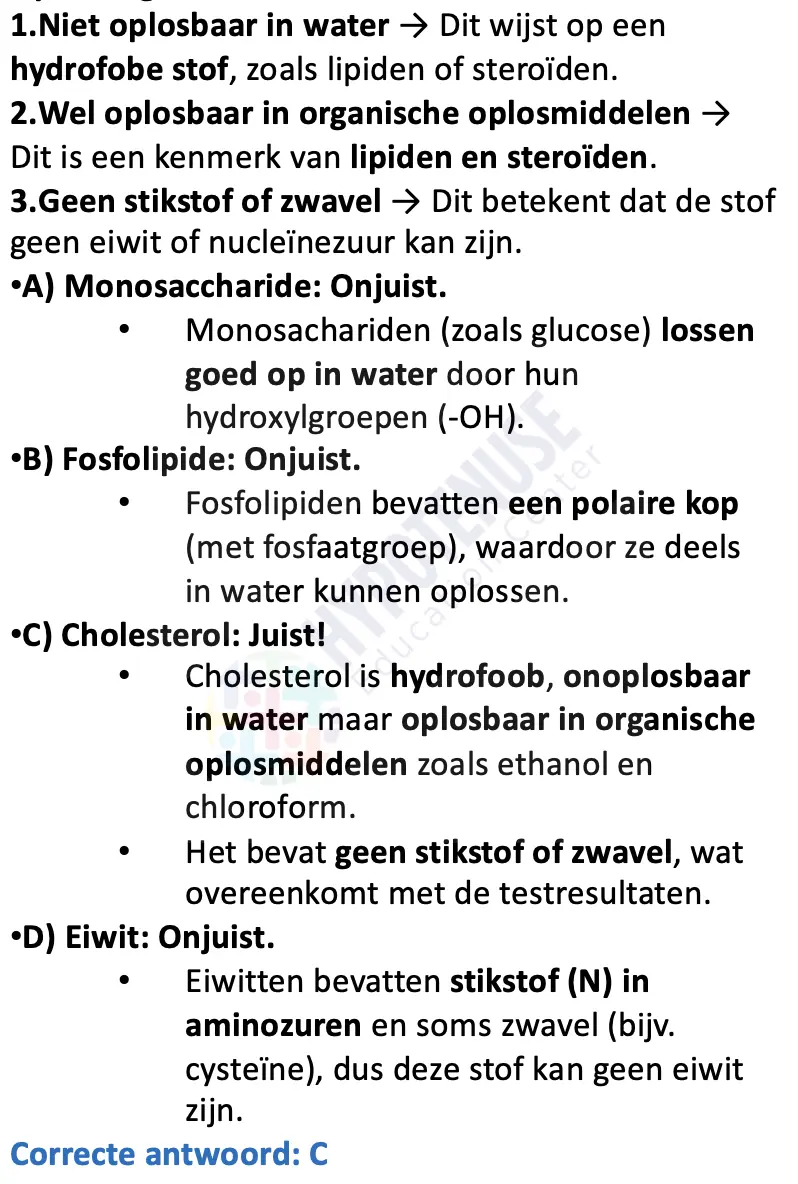 1.Niet oplosbaar in water → Dit wijst op een
hydrofobe stof, zoals lipiden of steroïden.
2.Wel oplosbaar in organische oplosmiddelen →
Dit is een kenmerk van lipiden en steroïden.
3.Geen stikstof of zwavel → Dit betekent dat de stof
geen eiwit of nucleïnezuur kan zijn.
•A) Monosaccharide: Onjuist.
• Monosachariden (zoals glucose) lossen
goed op in water door hun
hydroxylgroepen (-OH).
•B) Fosfolipide: Onjuist.
• Fosfolipiden bevatten een polaire kop
(met fosfaatgroep), waardoor ze deels
in water kunnen oplossen.
•C) Cholesterol: Juist!
• Cholesterol is hydrofoob, onoplosbaar
in water maar oplosbaar in organische
oplosmiddelen zoals ethanol en
chloroform.
• Het bevat geen stikstof of zwavel, wat
overeenkomt met de testresultaten.
•D) Eiwit: Onjuist.
• Eiwitten bevatten stikstof (N) in
aminozuren en soms zwavel (bijv.
cysteïne), dus deze stof kan geen eiwit
zijn.
Correcte antwoord: C
HYPOTENUSE
Education Center